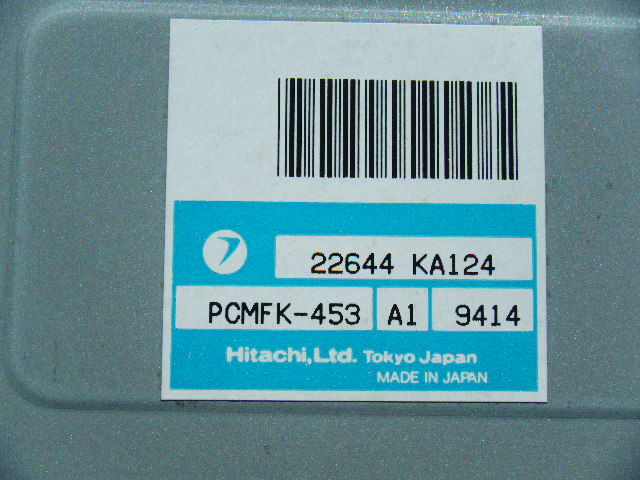 22644 KA124
PCMFK-453 A1 9414
Hitachi,Ltd. Tokyo Japan
MADE IN JAPAN